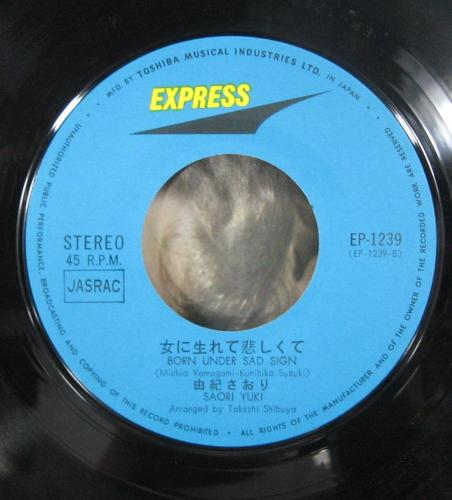 MFD. BY TOSHIBA MUSICAL INDUSTRIES LTD. IN JAPAN
EXPRESS
STEREO
45 R.P.M.
JASRAC
EP-1239
(EP-1239-B)
女に生れて悲しくて
BORN UNDER SAD SIGN
(Michio Yamagami-Kunihiko Suzuki)
由紀さおり
SAORI YUKI
Arranged by Takeshi Shibuya
• UNAUTHORIZED PUBLIC PERFORMANCE, BROADCASTING AND COPYING OF THIS RECORD PROHIBITED • ALL RIGHTS OF THE MANUFACTURER AND OF THE OWNER OF THE RECORDED WORK RESERVED •